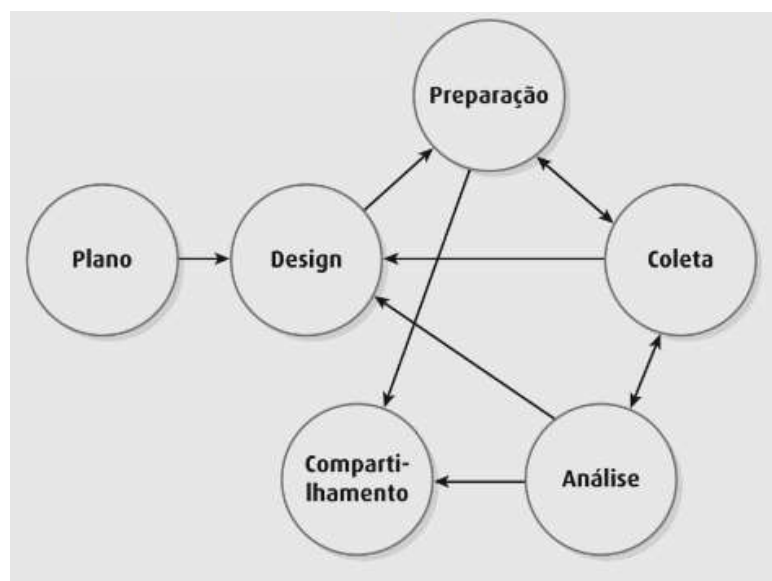 Preparação
Plano
Design
Coleta
Comparti-
lhamento
Análise